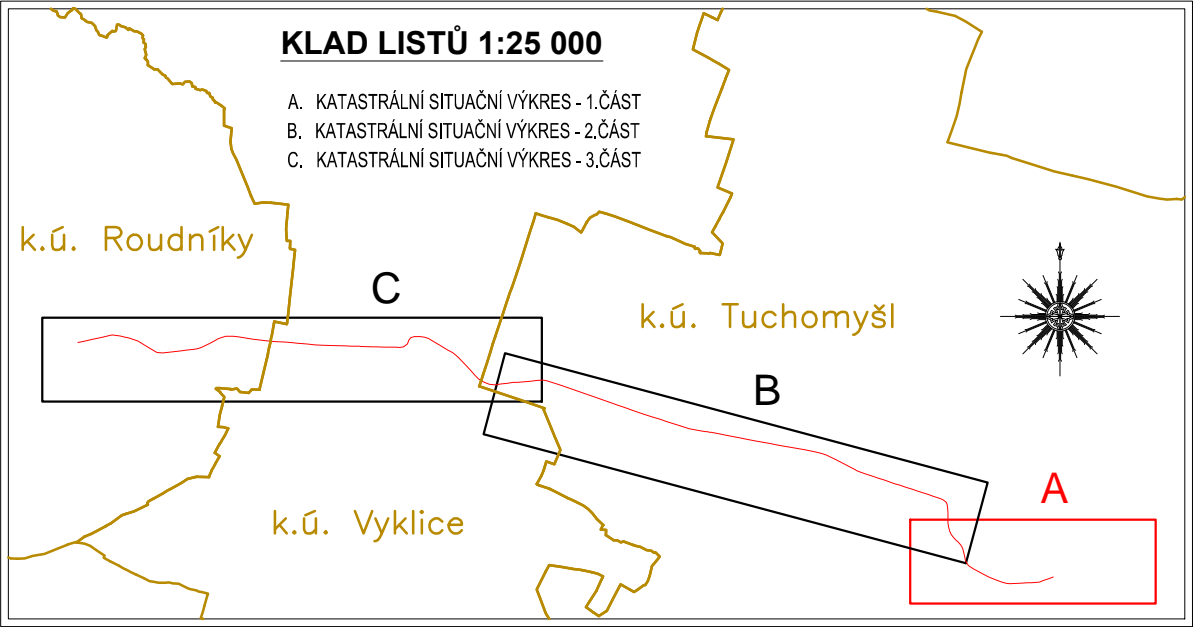 KLAD LISTŮ 1:25 000
A. KATASTRÁLNÍ SITUAČNÍ VÝKRES - 1.ČÁST
B. KATASTRÁLNÍ SITUAČNÍ VÝKRES - 2.ČÁST
C. KATASTRÁLNÍ SITUAČNÍ VÝKRES - 3.ČÁST
k.ú. Roudníky
C
k.ú. Tuchomyšl
B
A
k.ú. Vyklice